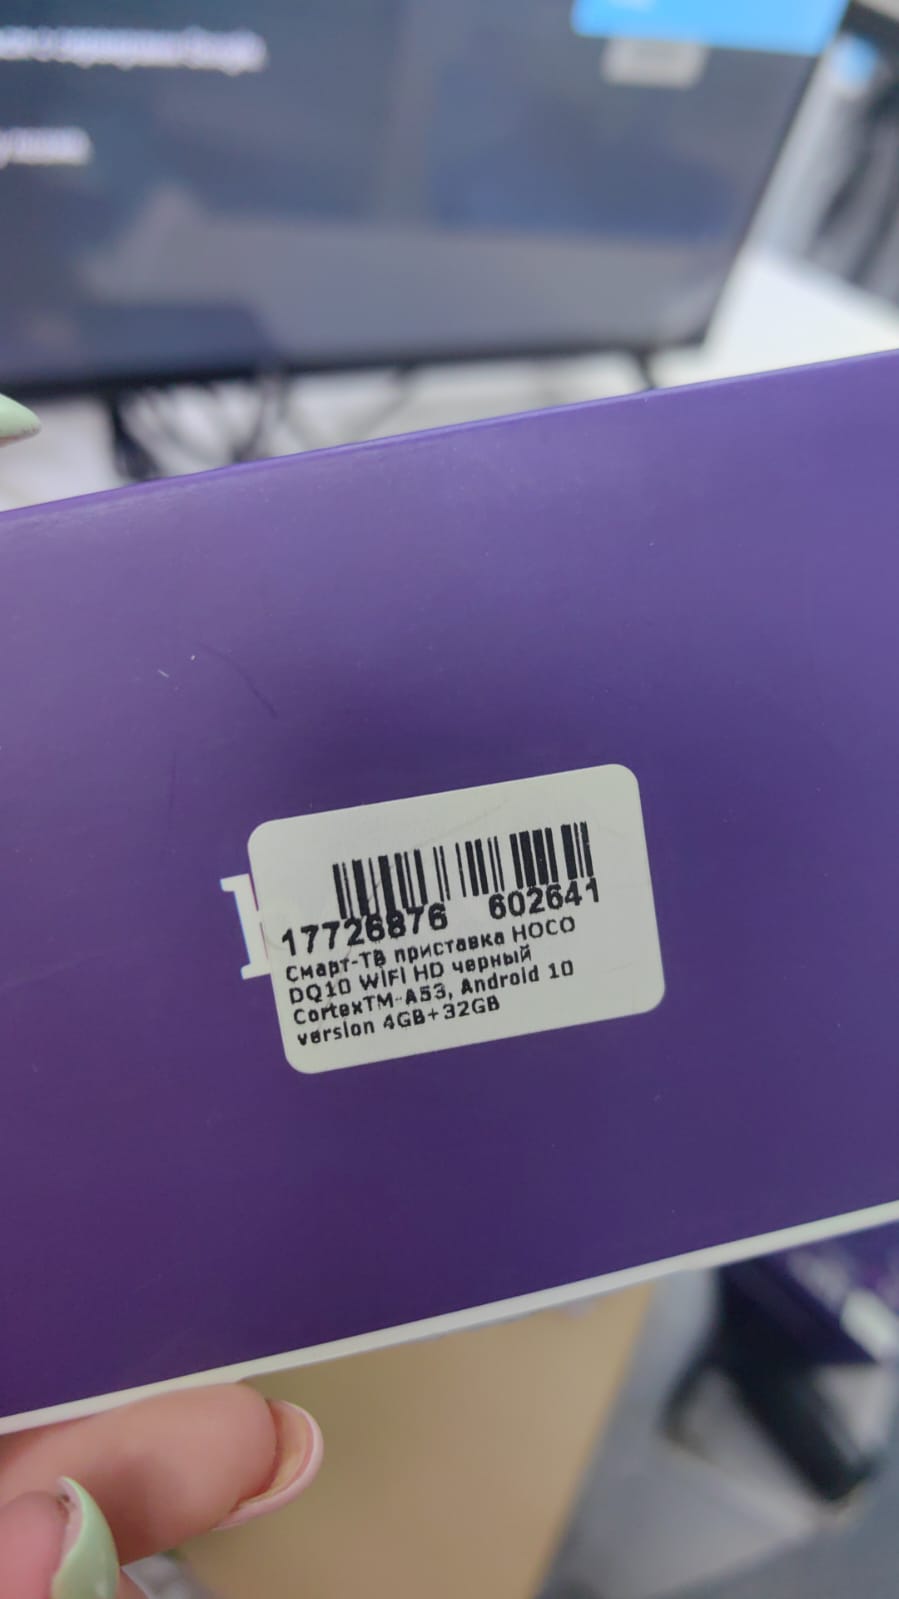 17726876 602641
Смарт-ТВ приставка HOCO
DQ10 WIFI HD черный
CortexTM-A53, Android 10
version 4GB+32GB